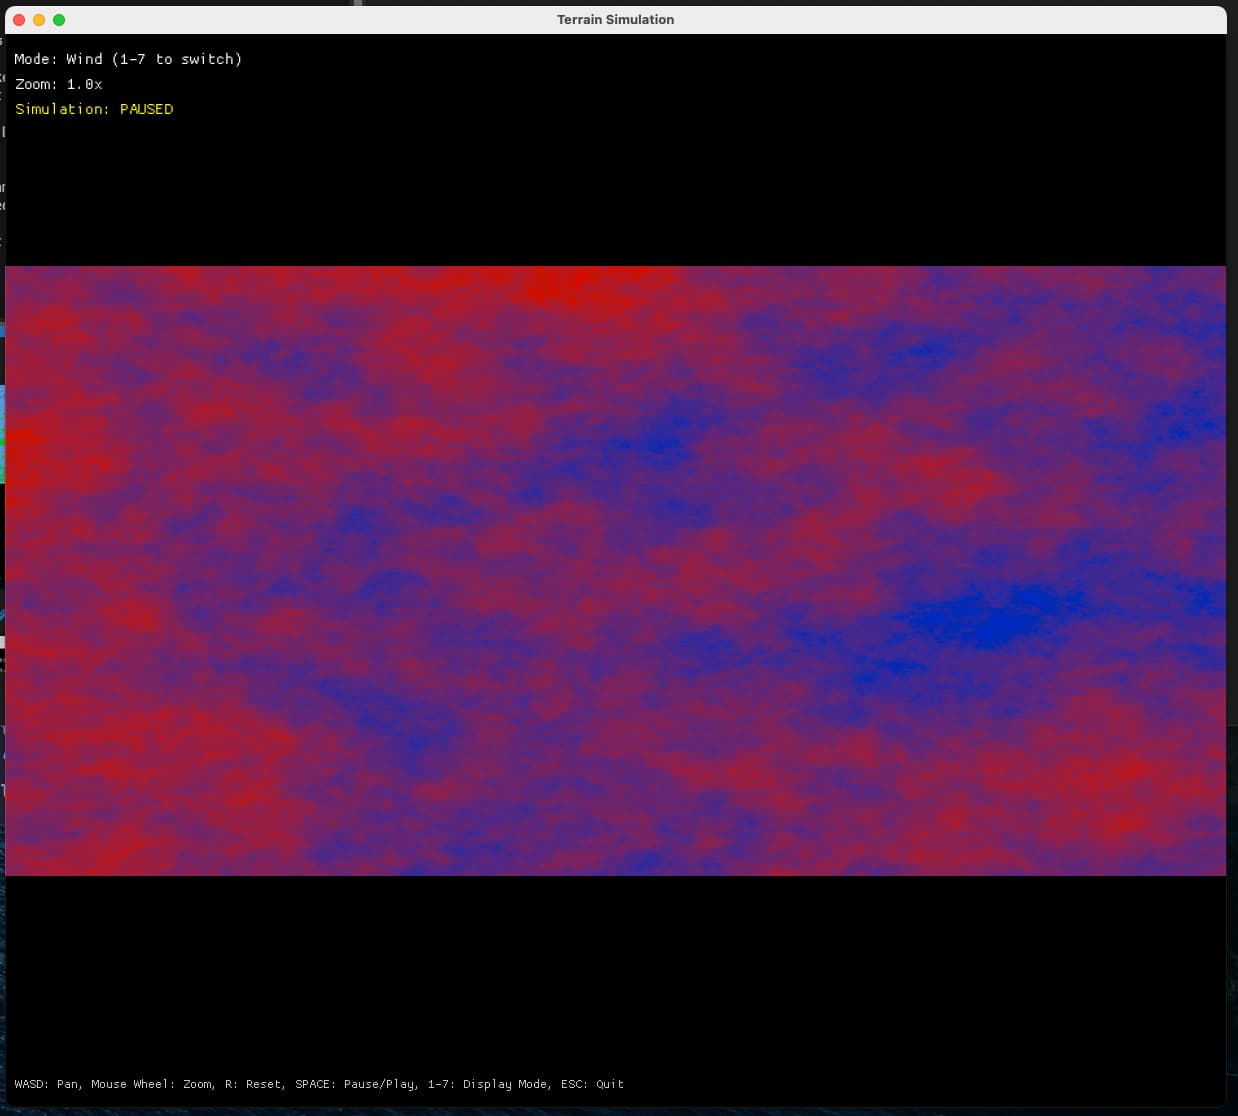 Terrain Simulation
Mode: Wind (1-7 to switch)
Zoom: 1.0x
Simulation: PAUSED
WASD: Pan, Mouse Wheel: Zoom, R: Reset, SPACE: Pause/Play, 1-7: Display Mode, ESC: Quit